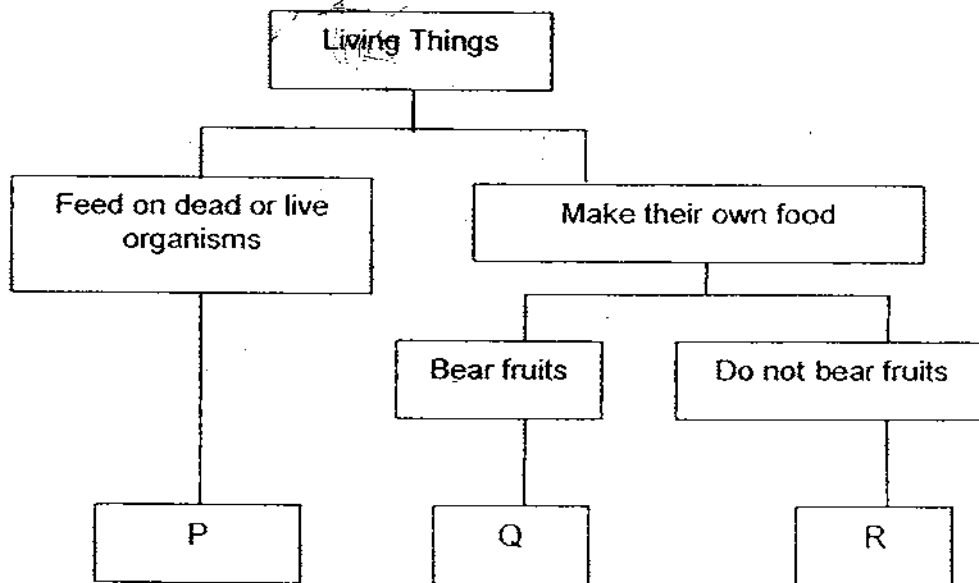 Living Things
Feed on dead or live
organisms
Make their own food
Bear fruits
Do not bear fruits
P
Q
R